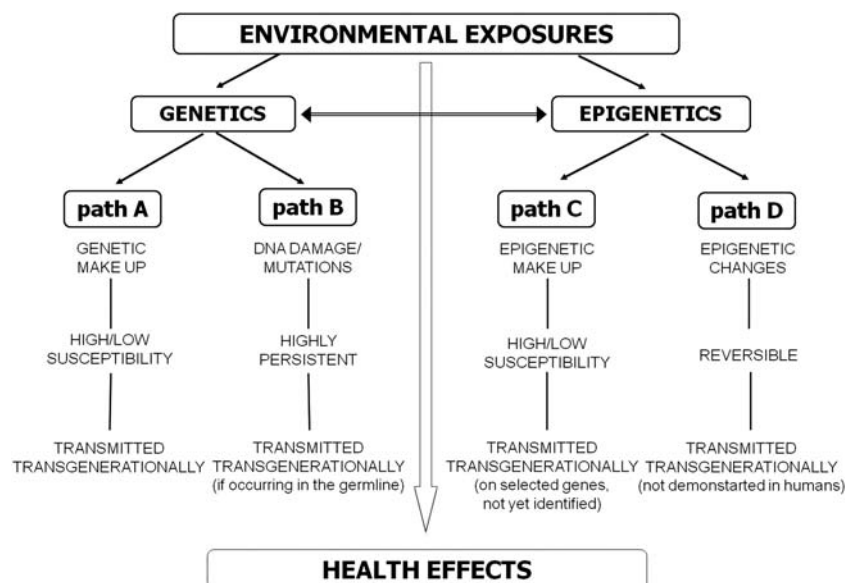 ENVIRONMENTAL EXPOSURES
GENETICS
EPIGENETICS
path A
GENETIC
MAKE UP
HIGH/LOW
SUSCEPTIBILITY
TRANSMITTED
TRANSGENERATIONALLY
path B
DNA DAMAGE/
MUTATIONS
HIGHLY
PERSISTENT
TRANSMITTED
TRANSGENERATIONALLY
(if occurring in the germline)
path C
EPIGENETIC
MAKE UP
HIGH/LOW
SUSCEPTIBILITY
TRANSMITTED
TRANSGENERATIONALLY
(on selected genes,
not yet identified)
path D
EPIGENETIC
CHANGES
REVERSIBLE
TRANSMITTED
TRANSGENERATIONALLY
(not demonstarted in humans)
HEALTH EFFECTS